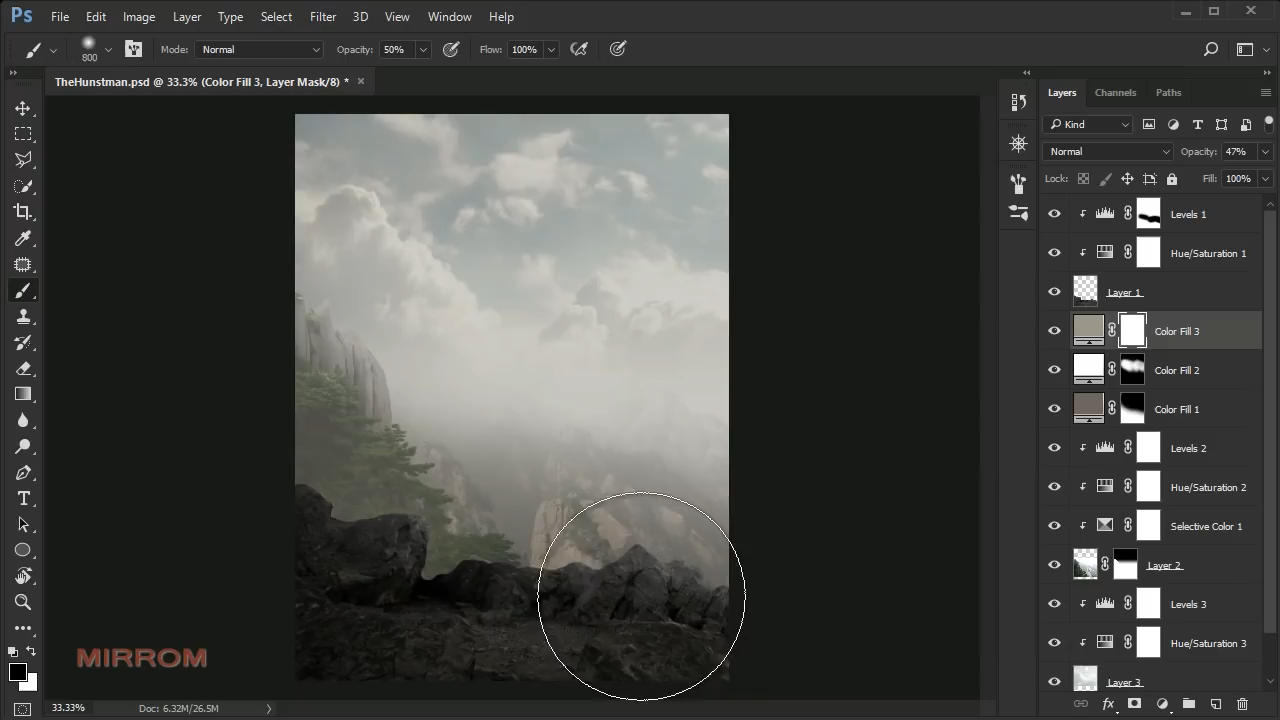 Ps File Edit Image Layer Type Select Filter 3D View Window Help
800 Mode: Normal Opacity: 50% Flow: 100%
TheHunstman.psd @ 33.3% (Color Fill 3, Layer Mask/8) *
Layers Channels Paths
Kind
Normal Opacity: 47%
Lock: Fill: 100%
Levels 1
Hue/Saturation 1
Layer 1
Color Fill 3
Color Fill 2
Color Fill 1
Levels 2
Hue/Saturation 2
Selective Color 1
Layer 2
Levels 3
Hue/Saturation 3
Layer 3
MIRROM
33.33% Doc: 6.32M/26.5M
fx